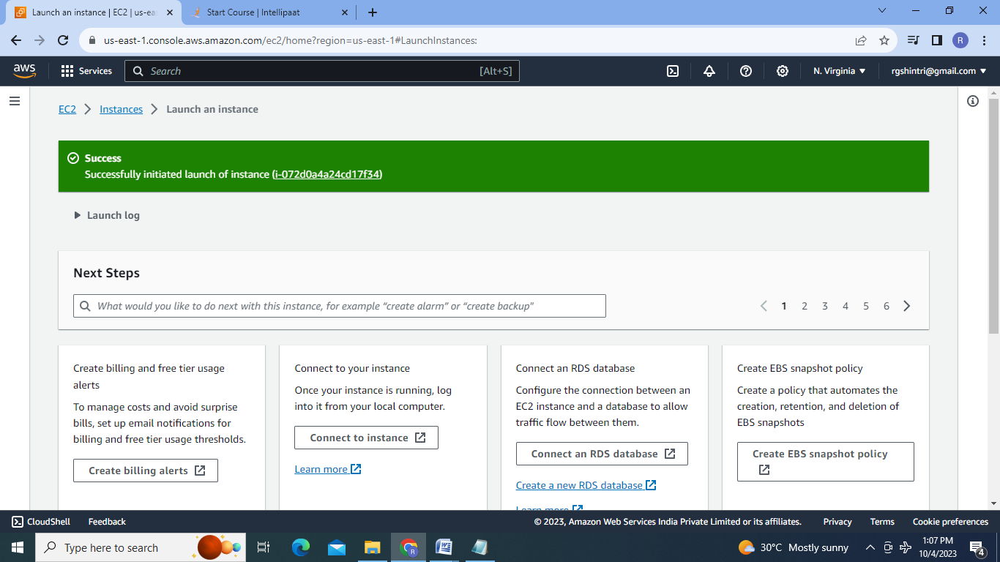 Launch an instance | EC2 | us-eas
Start Course | Intellipaat
us-east-1.console.aws.amazon.com/ec2/home?region=us-east-1#LaunchInstances:
R
aws
Services
Search
[Alt+S]
N. Virginia
rgshintri@gmail.com
EC2
Instances
Launch an instance
Success
Successfully initiated launch of instance (i-072d0a4a24cd17f34)
Launch log
Next Steps
What would you like to do next with this instance, for example “create alarm” or “create backup"
1 2 3 4 5 6
Create billing and free tier usage
alerts
To manage costs and avoid surprise
bills, set up email notifications for
billing and free tier usage thresholds.
Create billing alerts
Connect to your instance
Once your instance is running, log
into it from your local computer.
Connect to instance
Learn more
Connect an RDS database
Configure the connection between an
EC2 instance and a database to allow
traffic flow between them.
Connect an RDS database
Create a new RDS database
Learn more
Create EBS snapshot policy
Create a policy that automates the
creation, retention, and deletion of
EBS snapshots
Create EBS snapshot policy
CloudShell
Feedback
© 2023, Amazon Web Services India Private Limited or its affiliates.
Privacy
Terms
Cookie preferences
Type here to search
R
W
30°C Mostly sunny
1:07 PM
10/4/2023
4